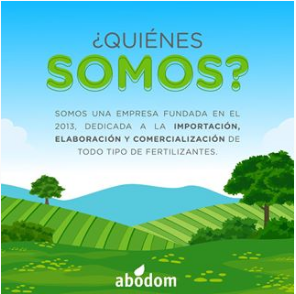 ¿QUIÉNES
SOMOS?
SOMOS UNA EMPRESA FUNDADA EN EL
2013, DEDICADA A LA IMPORTACIÓN,
ELABORACIÓN Y COMERCIALIZACIÓN DE
TODO TIPO DE FERTILIZANTES.
abodom